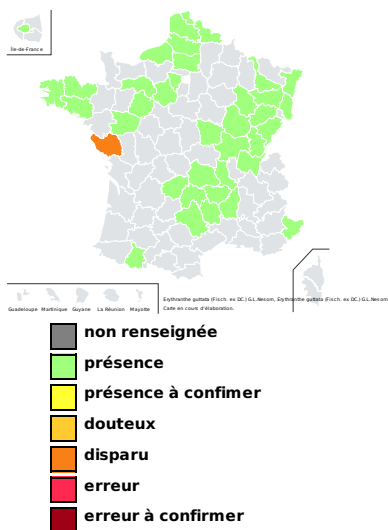 Île-de-France
Guadeloupe Martinique Guyane La Réunion Mayotte
Erythranthe guttata (Fisch. ex DC.) G.L.Nesom, Erythranthe guttata (Fisch. ex DC.) G.L.Nesom
Carte en cours d'élaboration.
non renseignée
présence
présence à confimer
douteux
disparu
erreur
erreur à confirmer